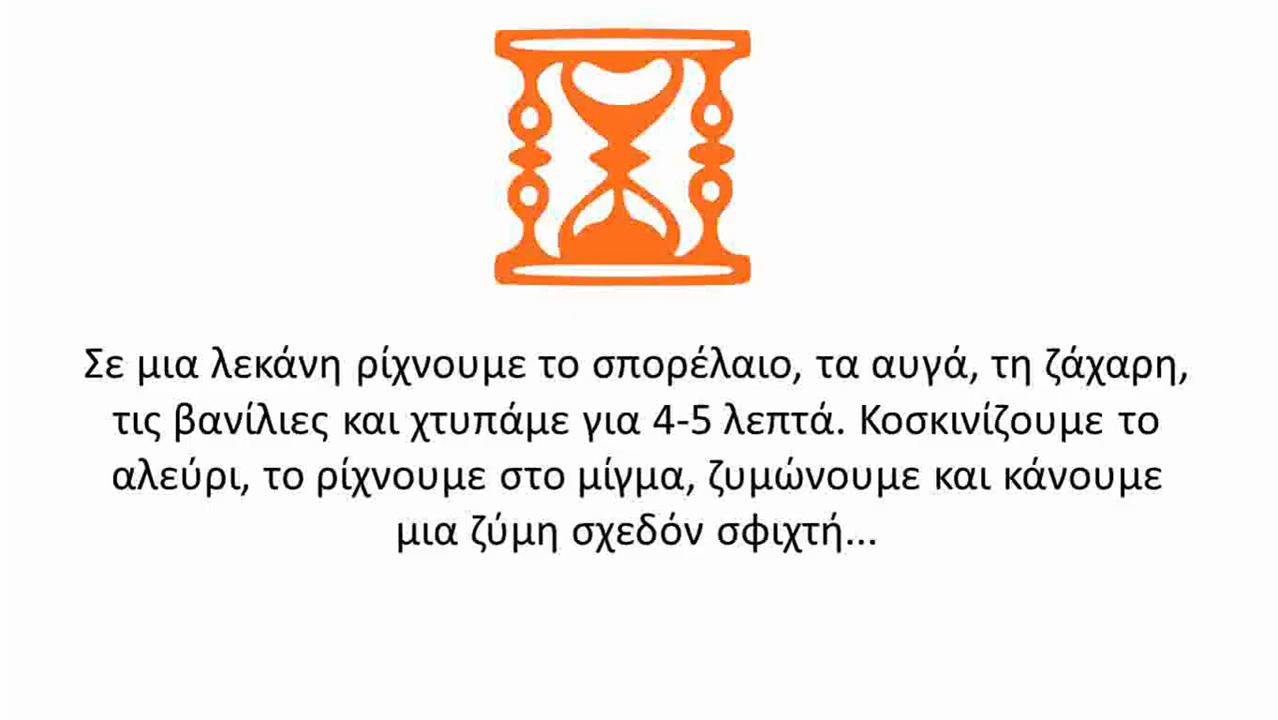 Σε μια λεκάνη ρίχνουμε το σπορέλαιο, τα αυγά, τη ζάχαρη,
τις βανίλιες και χτυπάμε για 4-5 λεπτά. Κοσκινίζουμε το
αλεύρι, το ρίχνουμε στο μίγμα, ζυμώνουμε και κάνουμε
μια ζύμη σχεδόν σφιχτή...